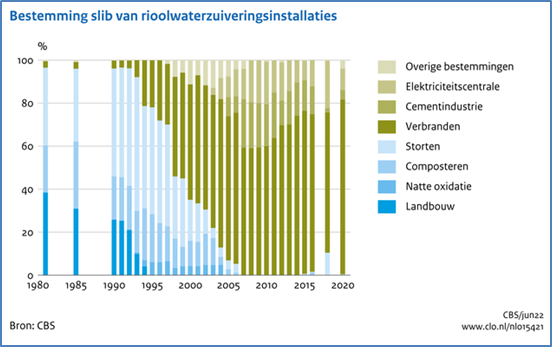 Bestemming slib van rioolwaterzuiveringsinstallaties
%
100
80
60
40
20
0
1980 1985 1990 1995 2000 2005 2010 2015 2020
Overige bestemmingen
Elektriciteitscentrale
Cementindustrie
Verbranden
Storten
Composteren
Natte oxidatie
Landbouw
Bron: CBS
CBS/jun22
www.clo.nl/nl015421